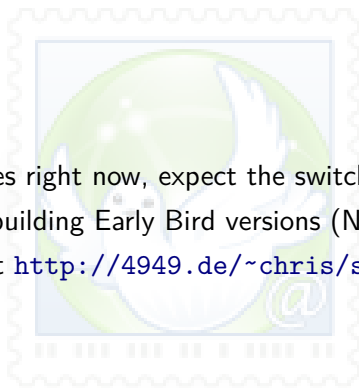 es right now, expect the switch
building Early Bird versions (N
t http://4949.de/~chris/s
@